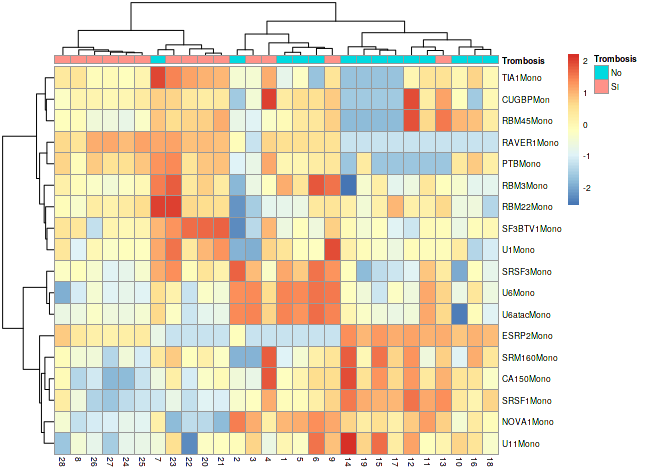 Trombosis
Trombosis
No
SI
2
1
0
-1
-2
TIA1Mono
CUGBPMon
RBM45Mono
RAVER1Mono
PTBMono
RBM3Mono
RBM22Mono
SF3BTV1Mono
U1Mono
SRSF3Mono
U6Mono
U6atacMono
ESRP2Mono
SRM160Mono
CA150Mono
SRSF1Mono
NOVA1Mono
U11Mono
28 8 26 27 24 25 7 23 22 20 21 2 3 4 1 5 6 9 14 19 15 17 12 11 13 10 16 18